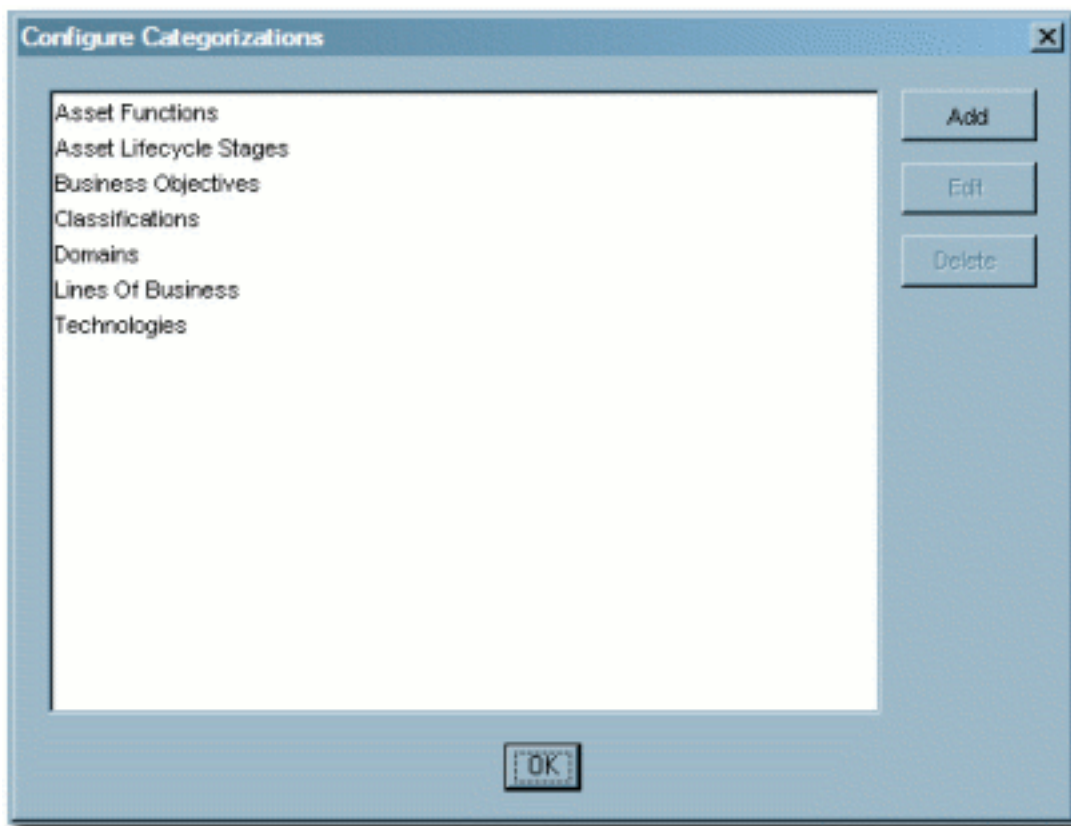 Configure Categorizations
Asset Functions
Asset Lifecycle Stages
Business Objectives
Classifications
Domains
Lines Of Business
Technologies
Add
Edit
Delete
OK